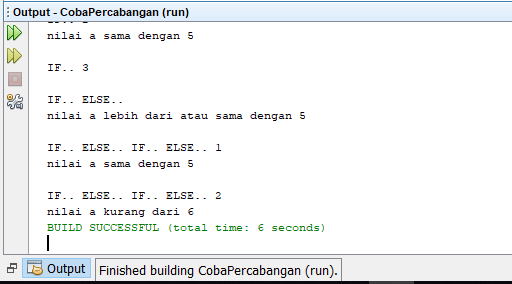 Output - CobaPercabangan (run)
nilai a sama dengan 5
IF.. 3
IF.. ELSE..
nilai a lebih dari atau sama dengan 5
IF.. ELSE.. IF.. ELSE.. 1
nilai a sama dengan 5
IF.. ELSE.. IF.. ELSE.. 2
nilai a kurang dari 6
BUILD SUCCESSFUL (total time: 6 seconds)
Output
Finished building CobaPercabangan (run).